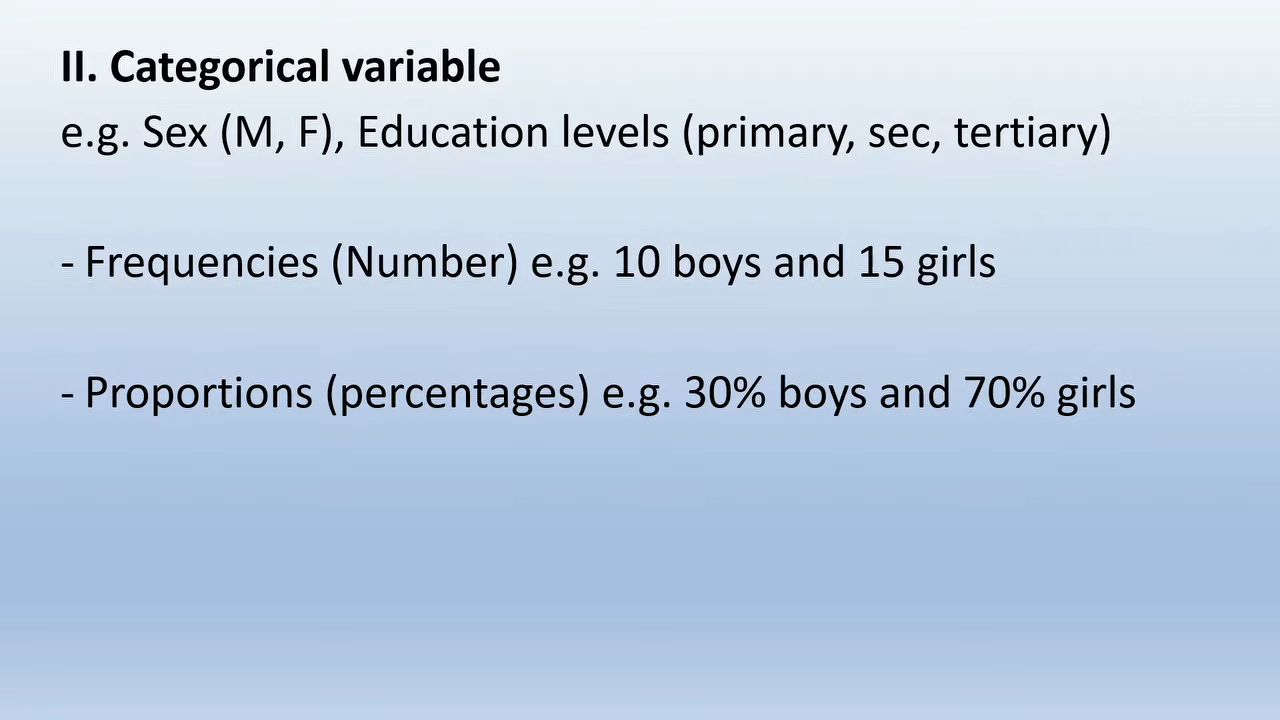 II. Categorical variable
e.g. Sex (M, F), Education levels (primary, sec, tertiary)
- Frequencies (Number) e.g. 10 boys and 15 girls
- Proportions (percentages) e.g. 30% boys and 70% girls